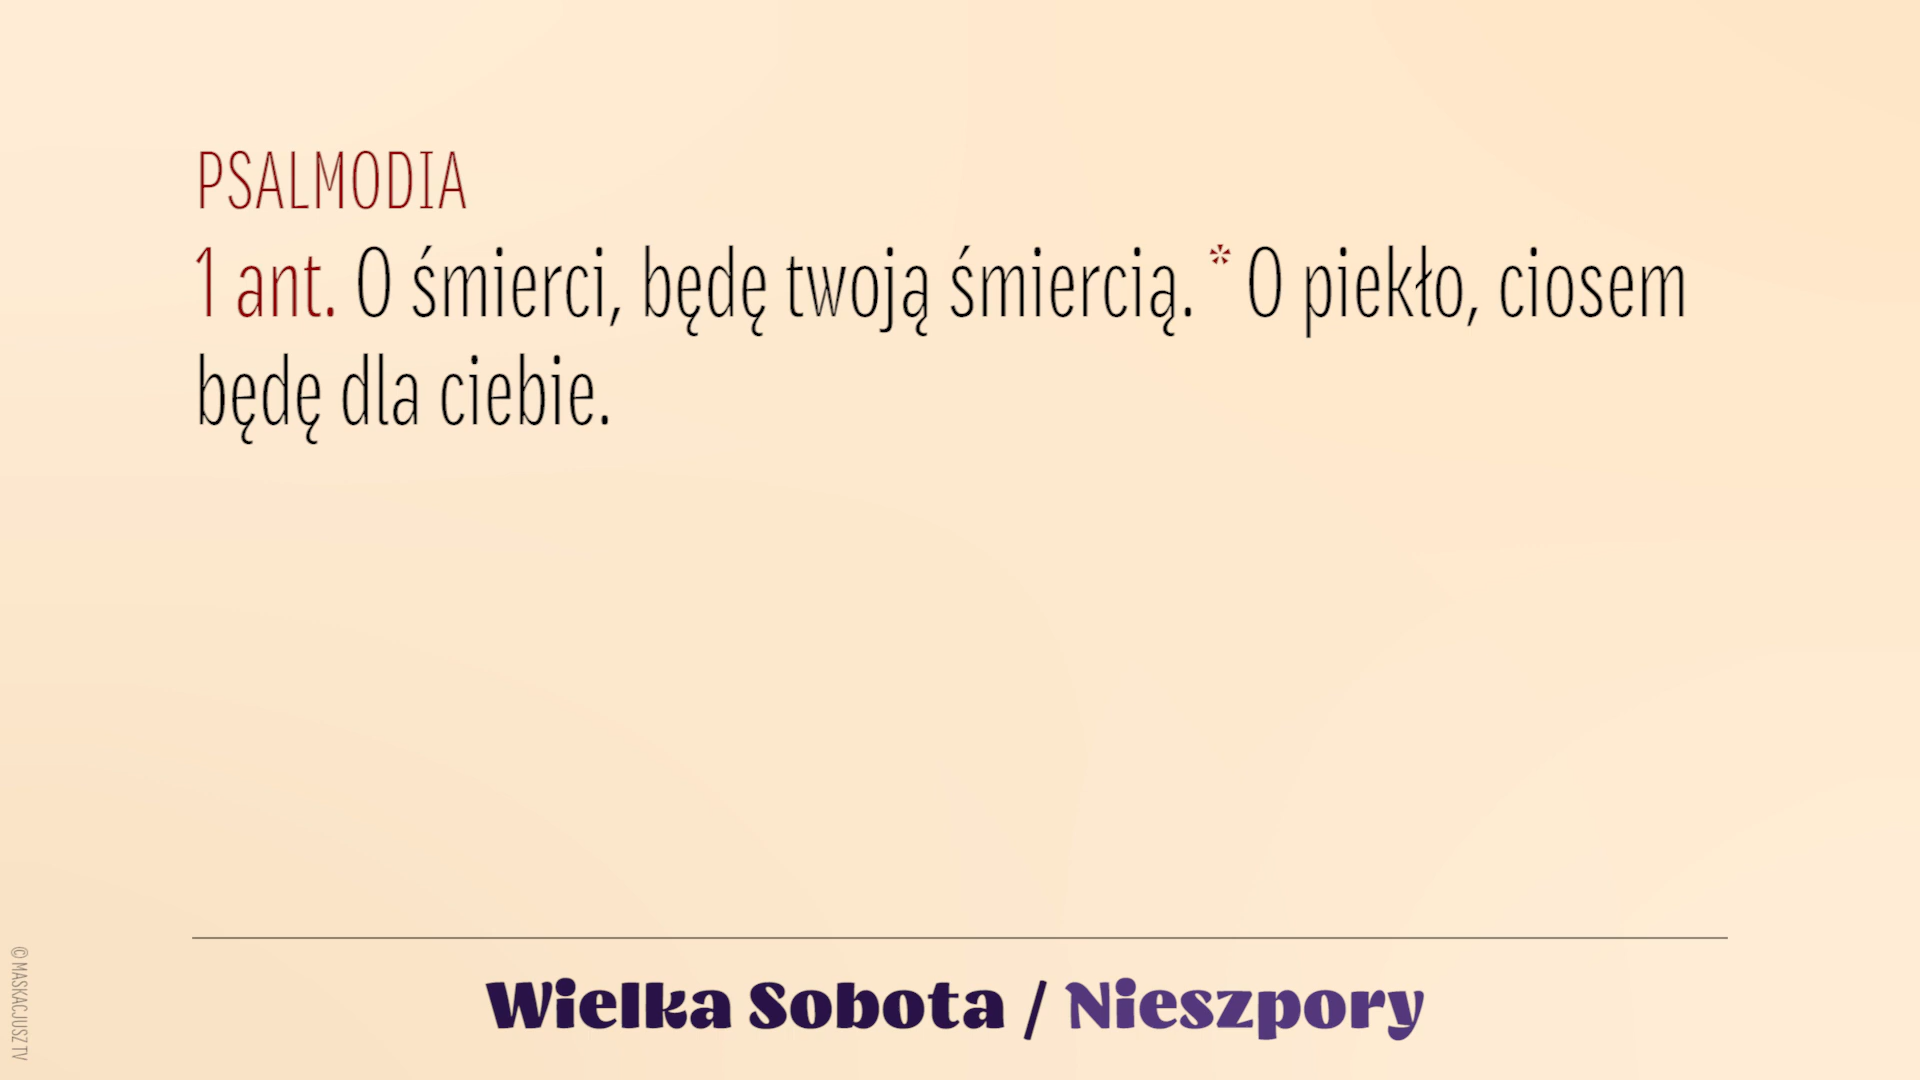 PSALMODIA
1 ant. O śmierci, będę twoją śmiercią. * O piekło, ciosem
będę dla ciebie.
Wielka Sobota / Nieszpory
© MASKACJUSZ TV